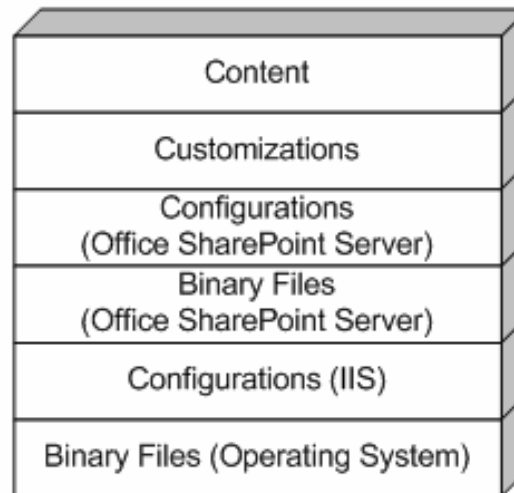 Content
Customizations
Configurations
(Office SharePoint Server)
Binary Files
(Office SharePoint Server)
Configurations (IIS)
Binary Files (Operating System)